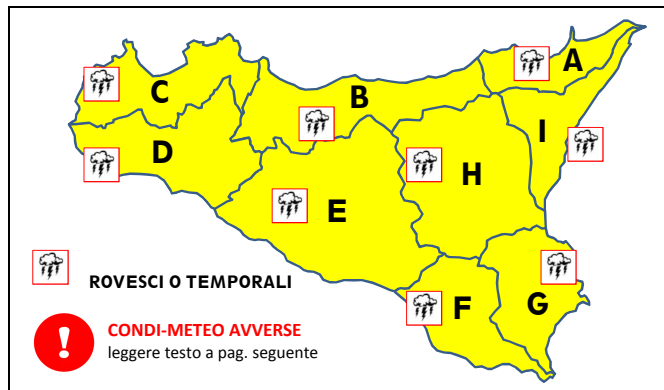 A
B
C
I
D
H
E
ROVESCI O TEMPORALI
F
G
CONDI-METEO AVVERSE
leggere testo a pag. seguente